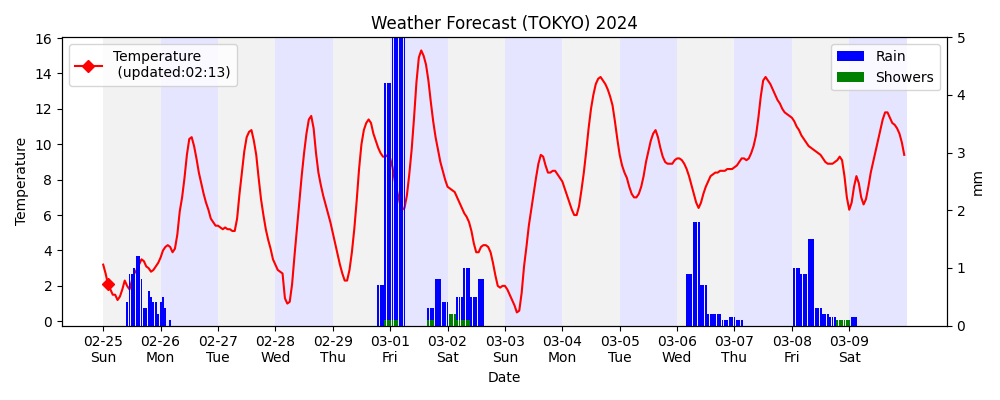 Weather Forecast (TOKYO) 2024
Temperature
(updated:02:13)
Rain
Showers
Temperature
16
14
12
10
8
6
4
2
0
5
4
3
2
1
0
mm
02-25 02-26 02-27 02-28 02-29 03-01 03-02 03-03 03-04 03-05 03-06 03-07 03-08 03-09
Sun Mon Tue Wed Thu Fri Sat Sun Mon Tue Wed Thu Fri Sat
Date